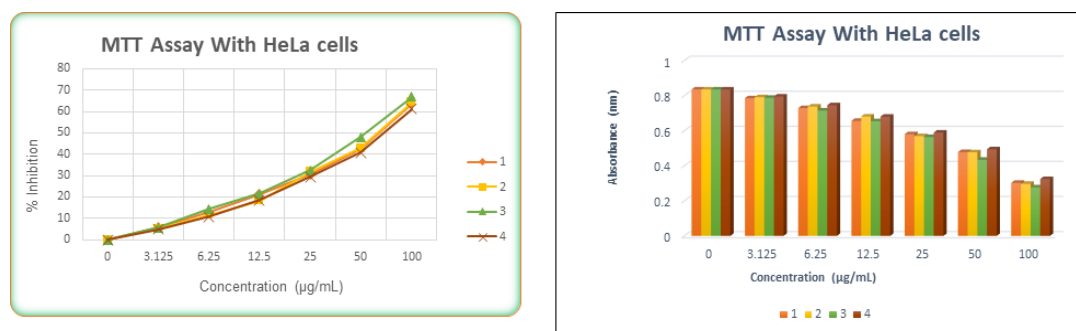 MTT Assay With HeLa cells
80
70
60
50
40
30
20
10
0
% Inhibition
0 3.125 6.25 12.5 25 50 100
Concentration (µg/mL)
1
2
3
4
MTT Assay With HeLa cells
1
0.8
0.6
0.4
0.2
0
Absorbance (nm)
0 3.125 6.25 12.5 25 50 100
Concentration (µg/mL)
1 2 3 4